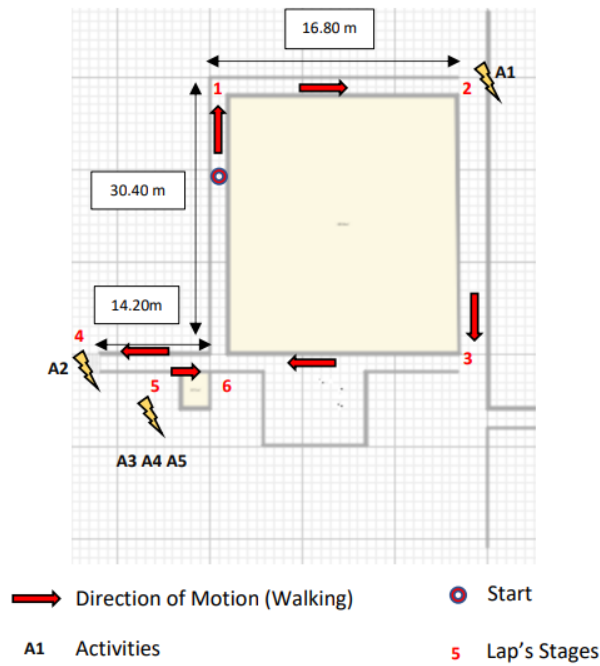 16.80 m
A1
1
2
30.40 m
14.20m
4
3
A2
5
6
A3 A4 A5
Direction of Motion (Walking)
Start
A1 Activities
5 Lap's Stages